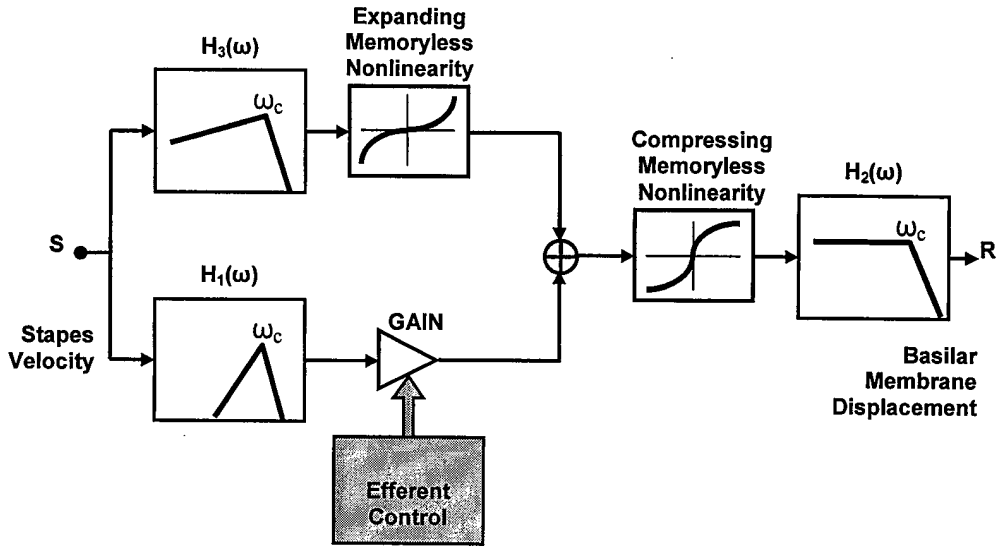 Expanding
Memoryless
Nonlinearity
H₃(ω)
ωc
Compressing
Memoryless
Nonlinearity
H₂(ω)
ωc
S
R
H₁(ω)
ωc
GAIN
Stapes
Velocity
Basilar
Membrane
Displacement
Efferent
Control